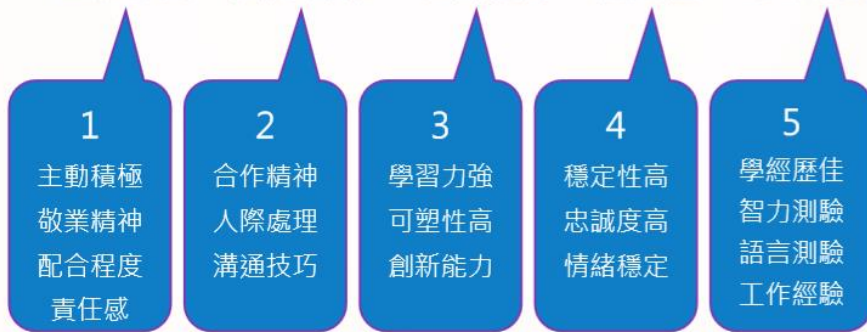 1
主動積極
敬業精神
配合程度
責任感
2
合作精神
人際處理
溝通技巧
3
學習力強
可塑性高
創新能力
4
穩定性高
忠誠度高
情緒穩定
5
學經歷佳
智力測驗
語言測驗
工作經驗